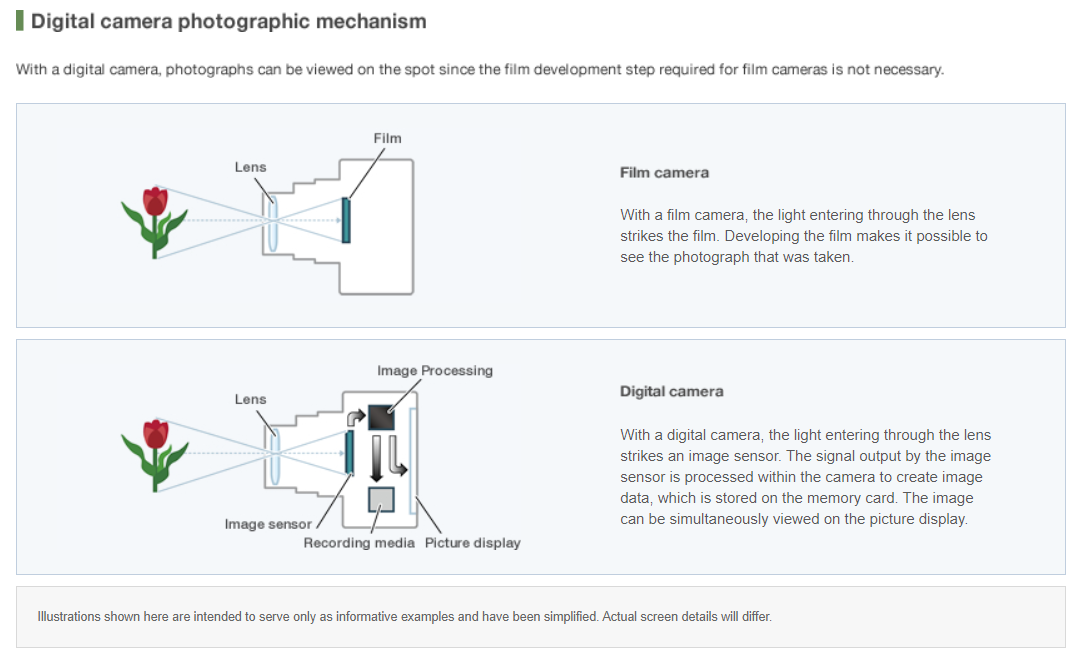 Digital camera photographic mechanism
With a digital camera, photographs can be viewed on the spot since the film development step required for film cameras is not necessary.
Film
Lens
Film camera
With a film camera, the light entering through the lens
strikes the film. Developing the film makes it possible to
see the photograph that was taken.
Image Processing
Lens
Image sensor
Recording media
Picture display
Digital camera
With a digital camera, the light entering through the lens
strikes an image sensor. The signal output by the image
sensor is processed within the camera to create image
data, which is stored on the memory card. The image
can be simultaneously viewed on the picture display.
Illustrations shown here are intended to serve only as informative examples and have been simplified. Actual screen details will differ.